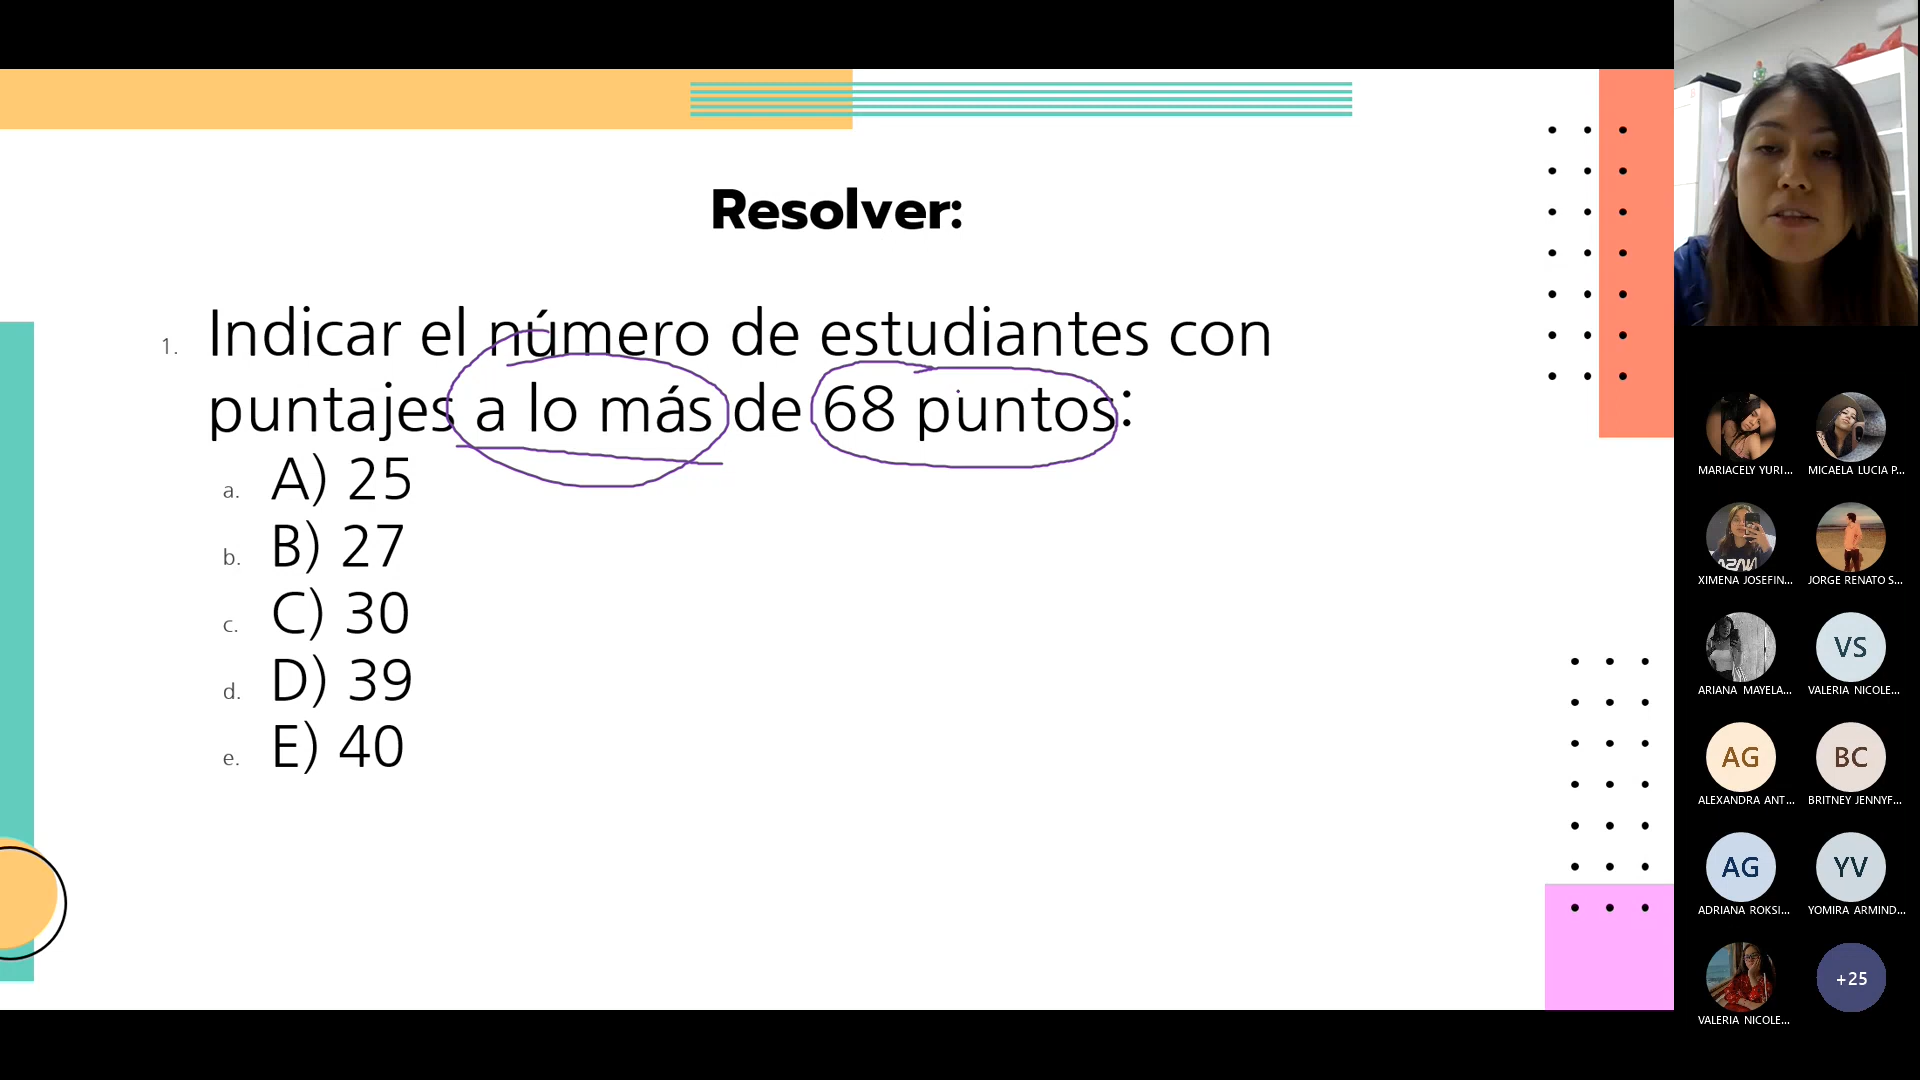 Resolver:
1. Indicar el número de estudiantes con
puntajes a lo más de 68 puntos:
a. A) 25
b. B) 27
c. C) 30
d. D) 39
e. E) 40
MARIACELY YURI...
MICAELA LUCIA P...
XIMENA JOSEFIN...
JORGE RENATO S...
ARIANA MAYELA...
VS
VALERIA NICOLE...
AG
ALEXANDRA ANT...
BC
BRITNEY JENNYF...
AG
ADRIANA ROKSI...
YV
YOMIRA ARMIND...
VALERIA NICOLE...
+25